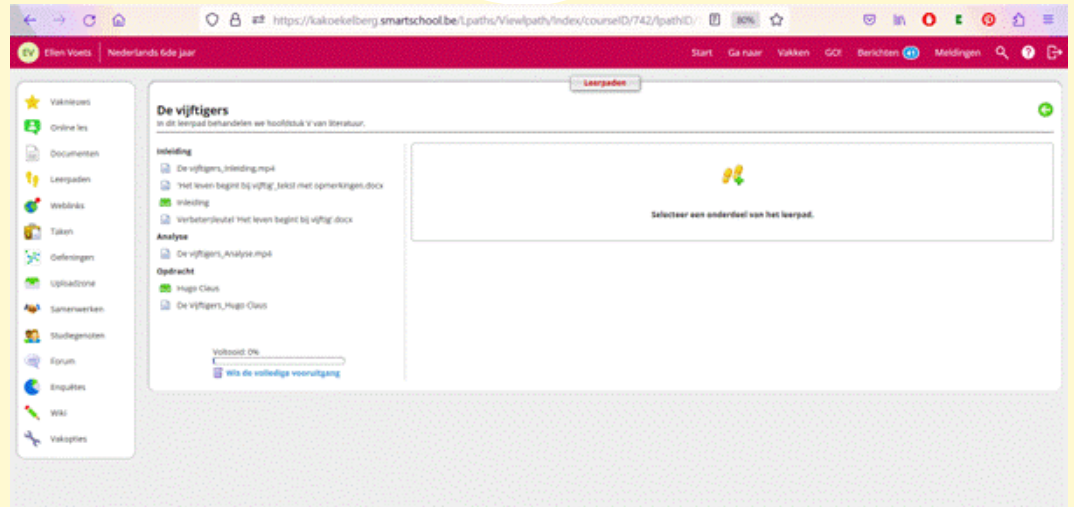 https://kakoekelberg.smartschool.be/Lpaths/Viewlpath/Index/courseID/742/lpathID/
80%
EV Ellen Voets Nederlands 6de jaar
Start Ga naar Vakken GO! Berichten 41 Meldingen
Leerpaden
Vaknieuws
Online les
Documenten
Leerpaden
Weblinks
Taken
Oefeningen
Uploadzone
Samenwerken
Studiegenoten
Forum
Enquêtes
Wiki
Vakopties
De vijftigers
In dit leerpad behandelen we hoofdstuk van literatuur.
Inleiding
De vijftigers_Inleiding.mp4
'Het leven begint bij vijftig'_tekst met opmerkingen.docx
Inleiding
Verbetersleutel 'Het leven begint bij vijftig'.docx
Analyse
De vijftigers_Analyse.mp4
Opdracht
Hugo Claus
De Vijftigers_Hugo Claus
Voltooid: 0%
Wis de volledige vooruitgang
Selecteer een onderdeel van het leerpad.